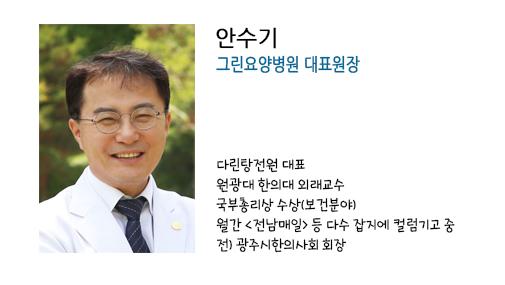 안수기
그린요양병원 대표원장
다린탕전원 대표
원광대 한의대 외래교수
국부총리상 수상(보건분야)
월간 <전남매일> 등 다수 잡지에 컬럼기고 중
전) 광주시한의사회 회장